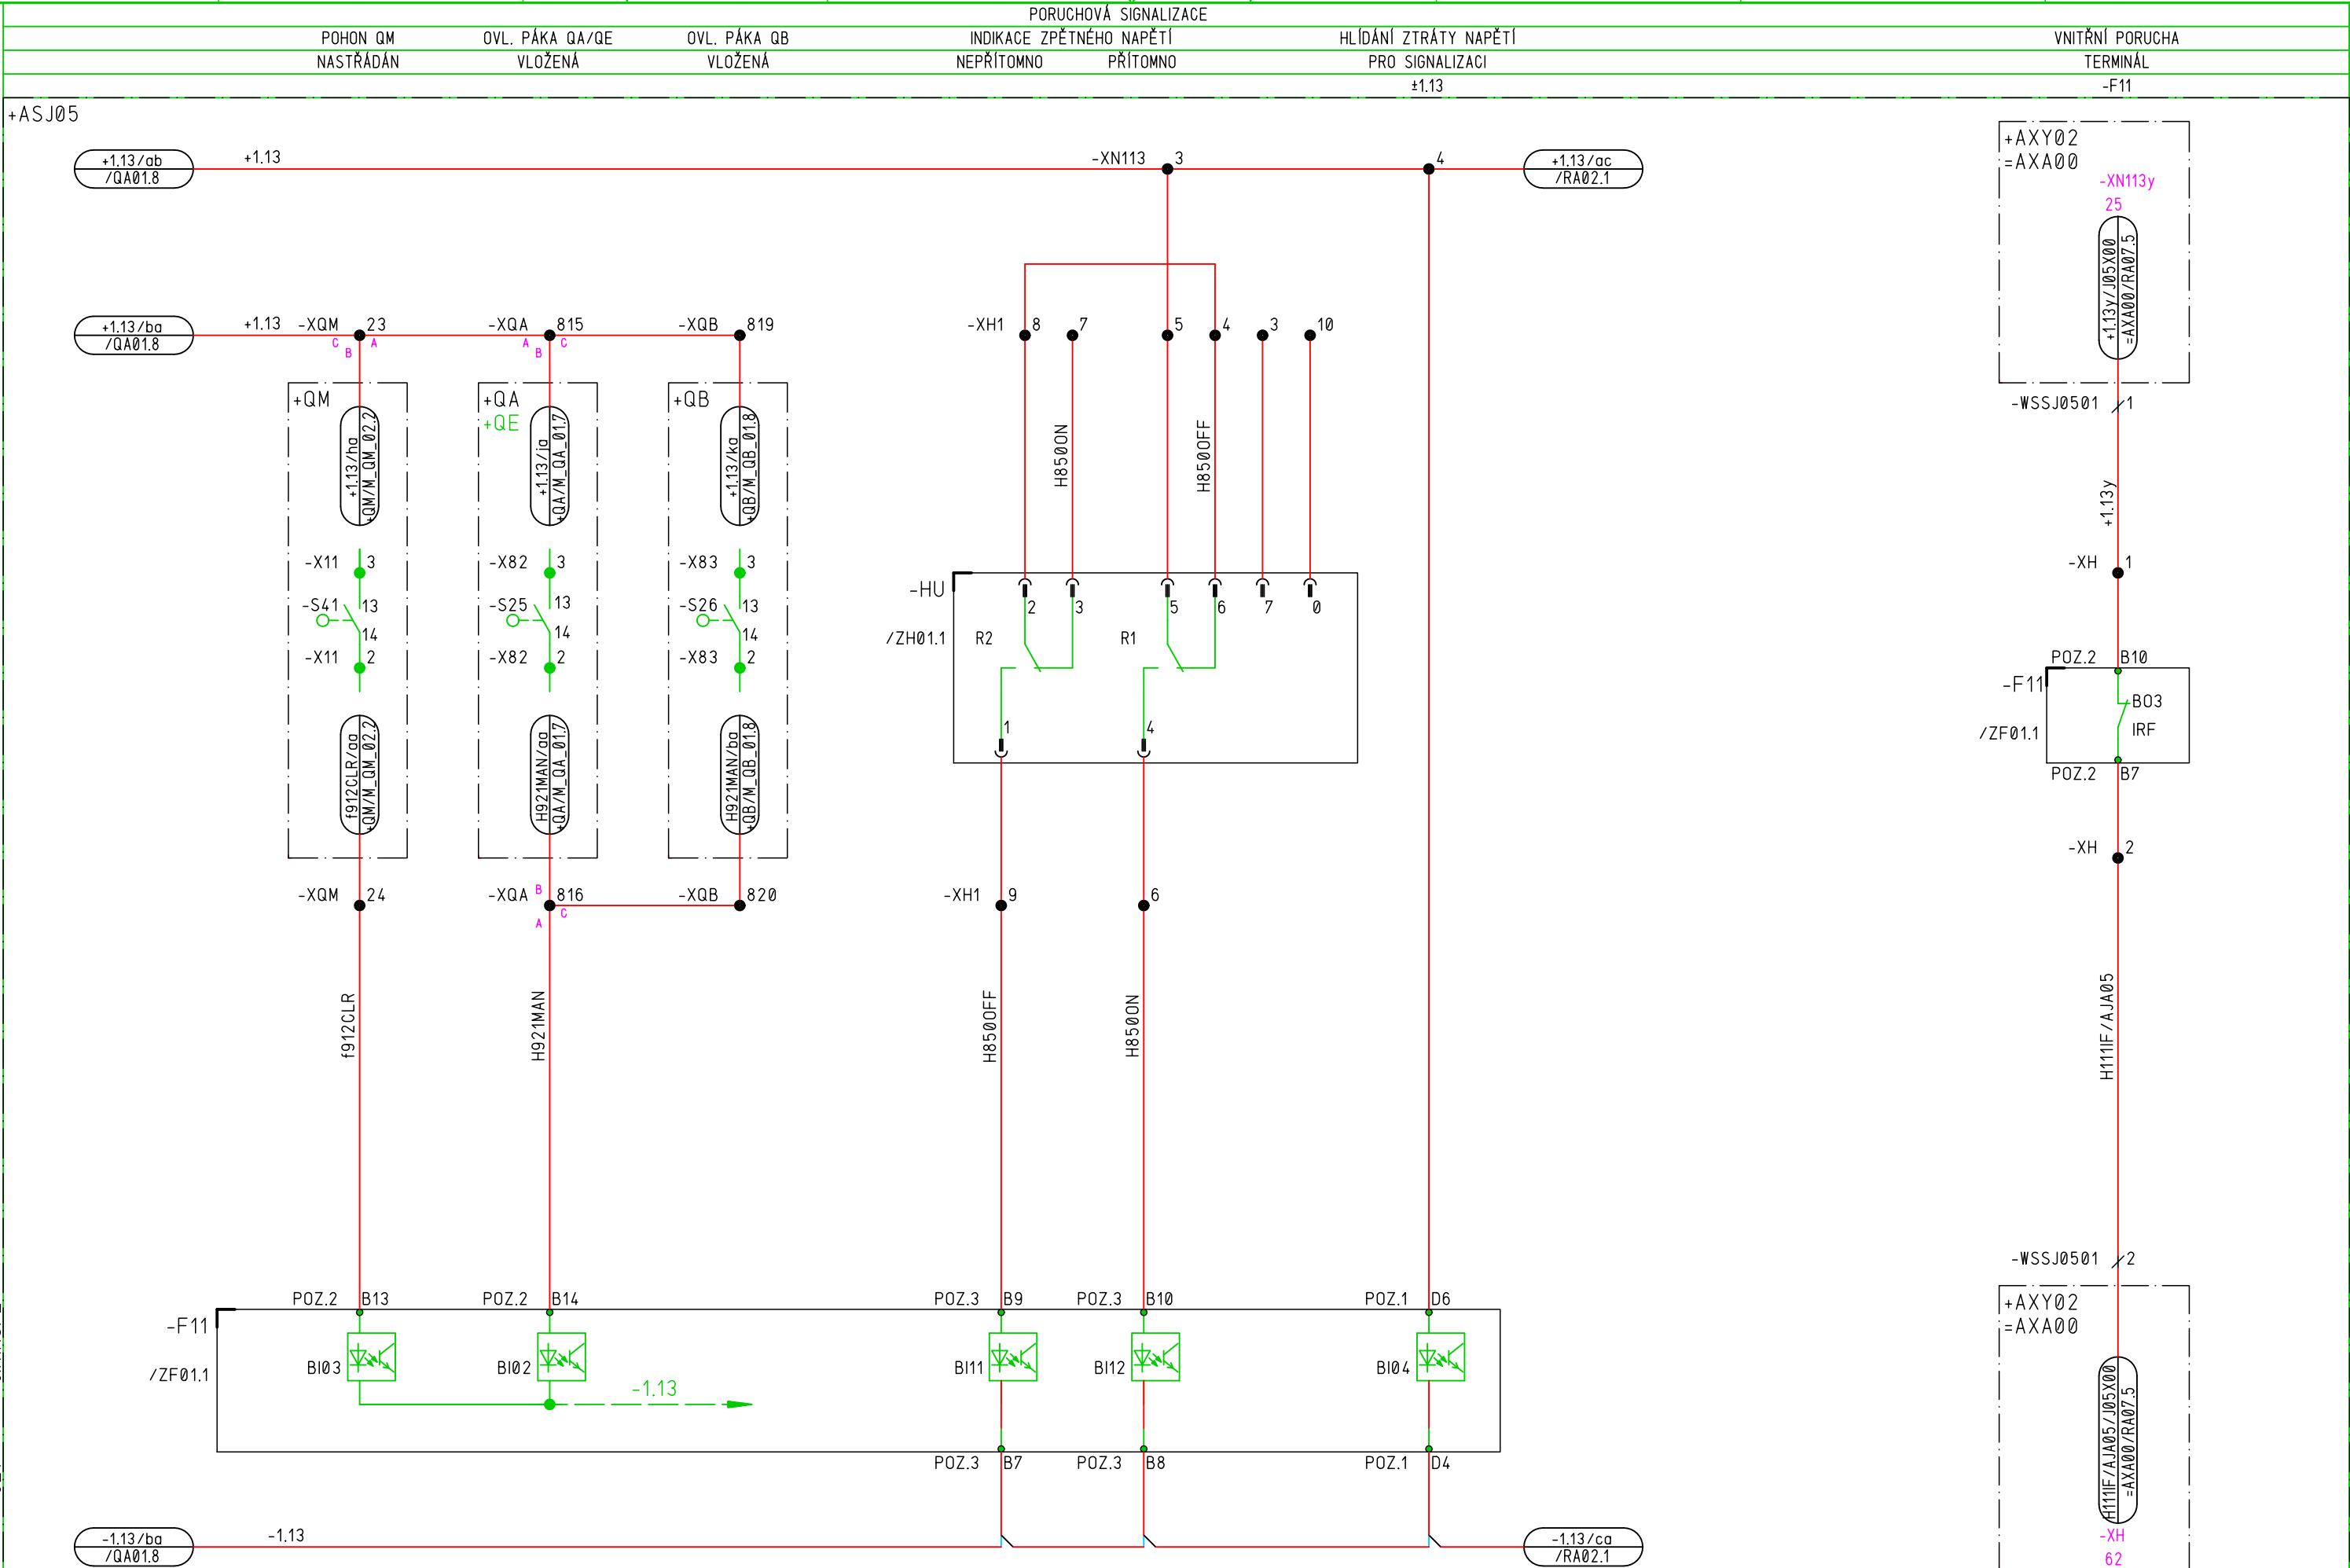 PORUCHOVÁ SIGNALIZACE
POHON QM OVL. PÁKA QA/QE OVL. PÁKA QB INDIKACE ZPĚTNÉHO NAPĚTÍ HLÍDÁNÍ ZTRÁTY NAPĚTÍ VNITŘNÍ PORUCHA
NASTŘÁDÁN VLOŽENÁ VLOŽENÁ NEPŘÍTOMNO PŘÍTOMNO PRO SIGNALIZACI TERMINÁL
±1.13 -F11
+ASJ05
+AXY02
=AXA00
-XN113y
25
+1.13y/J05X00
=AXA00/RA07.5
+1.13/ab
/QA01.8
+1.13
-XN113 3
4
+1.13/ac
/RA02.1
+1.13/ba
/QA01.8
+1.13
-XQM 23
C B A
-XQA 815
A B C
-XQB 819
-XH1 8 7 5 4 3 10
+QM
+1.13/ha
+QM/M_QM_02.2
+QA
+QE
+1.13/ja
+QA/M_QA_01.7
+QB
+1.13/ka
+QB/M_QB_01.8
H850ON
H850OFF
-WSSJ0501 1
+1.13y
-X11 3
-X82 3
-X83 3
-XH 1
-S41 13
14
-S25 13
14
-S26 13
14
-X11 2
-X82 2
-X83 2
-HU
/ZH01.1
2 3 5 6 7 0
R2 R1
1 4
POZ.2 B10
-F11
/ZF01.1
BO3
IRF
POZ.2 B7
-XH 2
f912CLR/aa
+QM/M_QM_02.2
H921MAN/aa
+QA/M_QA_01.7
H921MAN/ba
+QB/M_QB_01.8
-XQM 24
-XQA 816
B A C
-XQB 820
-XH1 9
6
f912CLR
H921MAN
H850OFF
H850ON
H111IF/AJA05
-WSSJ0501 2
POZ.2 B13
POZ.2 B14
POZ.3 B9
POZ.3 B10
POZ.1 D6
-F11
/ZF01.1
BI03
BI02
BI11
BI12
BI04
-1.13
+AXY02
=AXA00
H111IF/AJA05/J05X00
=AXA00/RA07.5
-XH
62
POZ.3 B7
POZ.3 B8
POZ.1 D4
-1.13/ba
/QA01.8
-1.13
-1.13/ca
/RA02.1